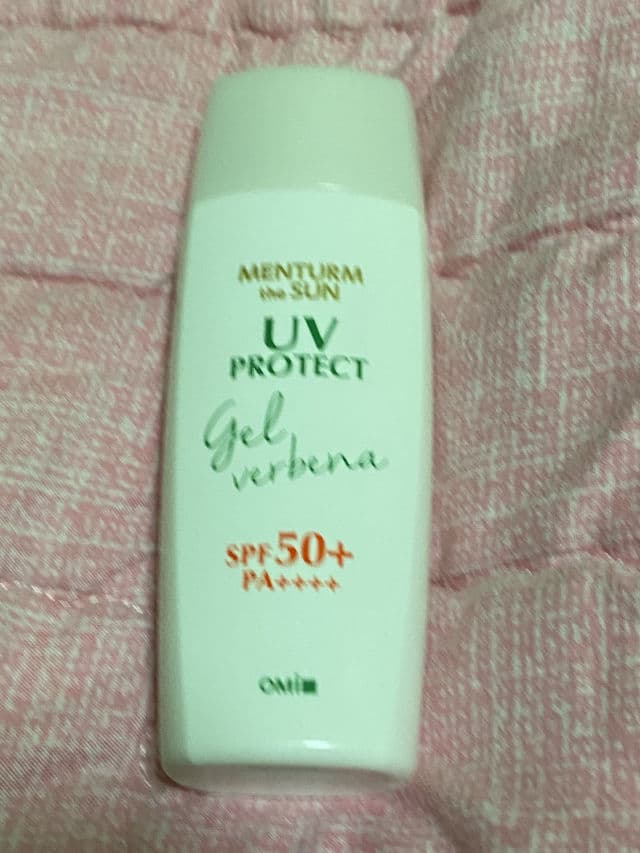 MENTURM
the SUN
UV
PROTECT
Gel
verbena
SPF50+
PA++++
OMI